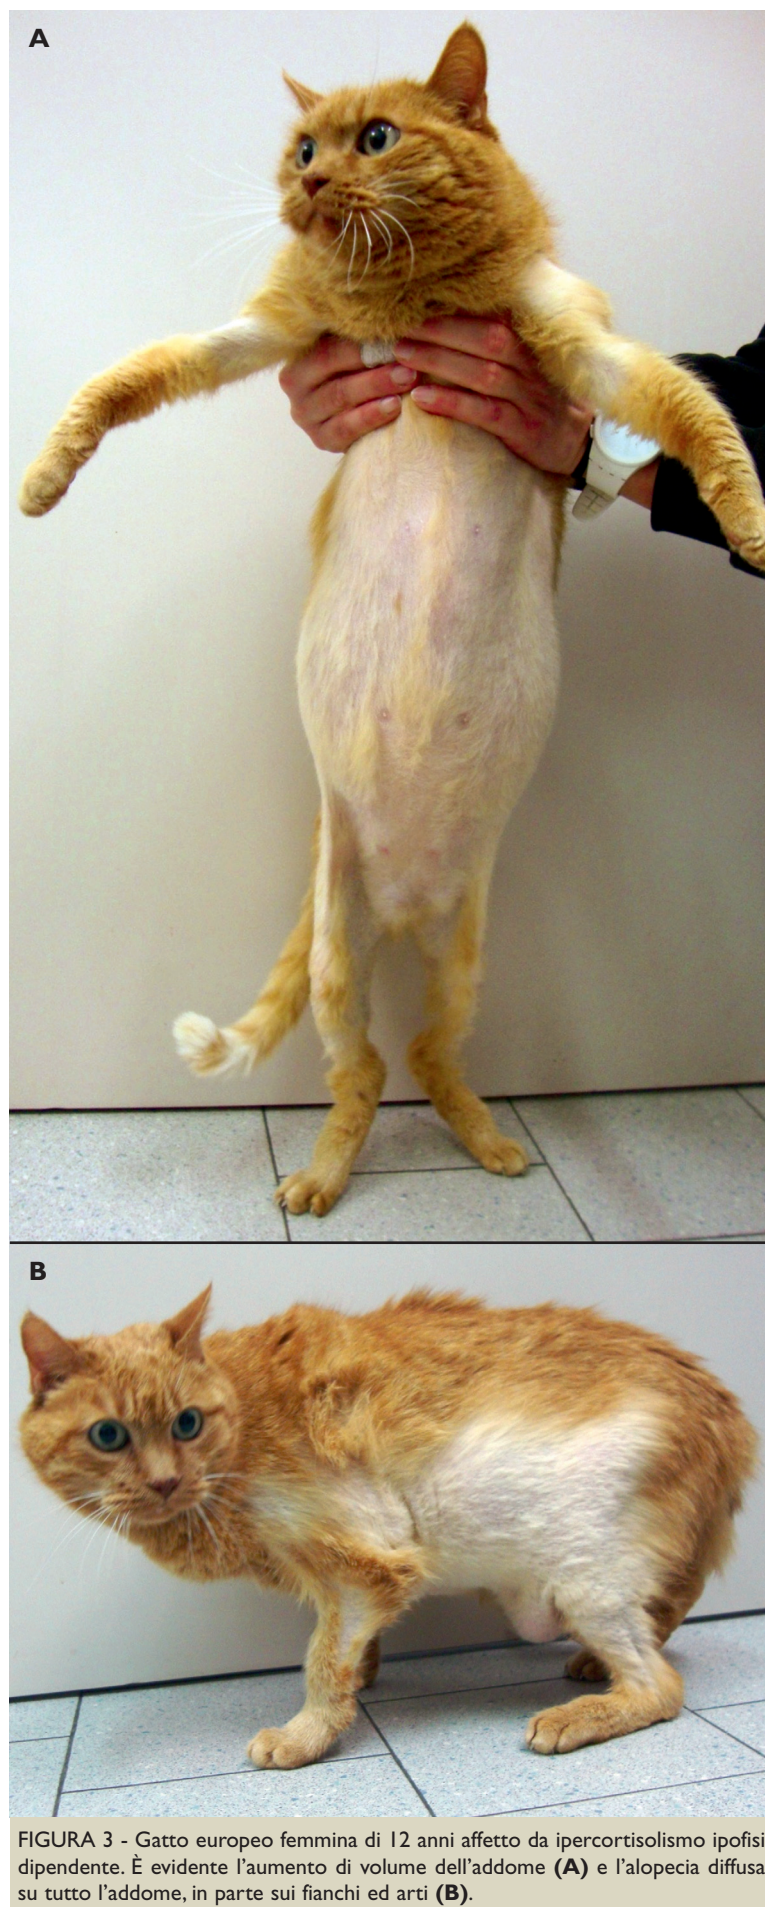 A
B
FIGURA 3 - Gatto europeo femmina di 12 anni affetto da ipercortisolismo ipofisi
dipendente. È evidente l'aumento di volume dell'addome (A) e l'alopecia diffusa
su tutto l'addome, in parte sui fianchi ed arti (B).